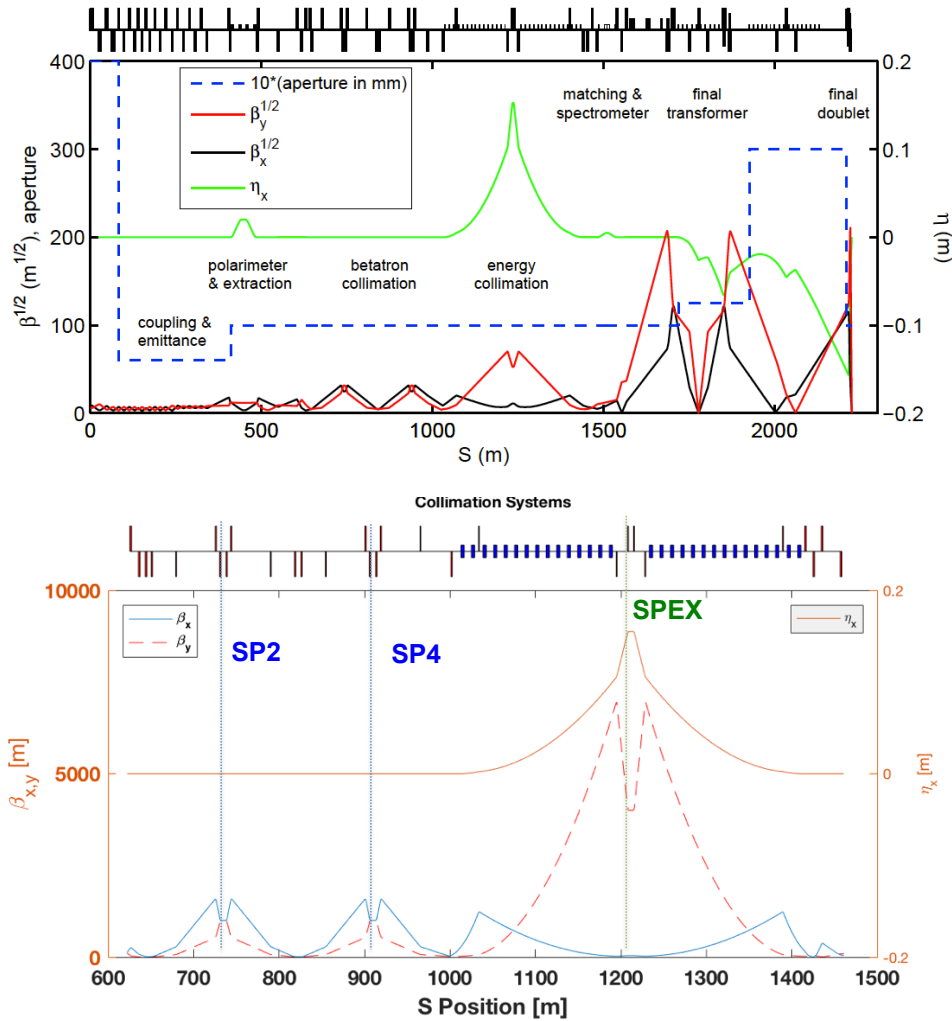 400
300
200
100
0
β^{1/2} (m^{1/2}), aperture
0.2
0.1
0
−0.1
−0.2
η (m)
10*(aperture in mm)
β_y^{1/2}
β_x^{1/2}
η_x
matching &
spectrometer
final
transformer
final
doublet
polarimeter
& extraction
betatron
collimation
energy
collimation
coupling &
emittance
0 500 1000 1500 2000
S (m)
Collimation Systems
10000
5000
0
β_{x,y} [m]
0.2
0
-0.2
η_x [m]
β_x
β_y
η_x
SP2
SP4
SPEX
600 700 800 900 1000 1100 1200 1300 1400 1500
S Position [m]